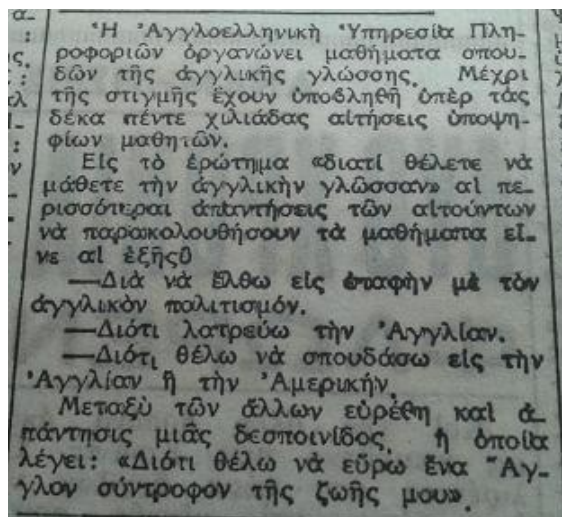 Ἡ Ἀγγλοελληνικὴ Ὑπηρεσία Πλη-
ροφοριῶν ὀργανώνει μαθήματα σπου-
δῶν τῆς ἀγγλικῆς γλώσσης. Μέχρι
τῆς στιγμῆς ἔχουν ὑποβληθῆ ὑπὲρ τὰς
δέκα πέντε χιλιάδας αἰτήσεις ὑποψη-
φίων μαθητῶν.
Εἰς τὸ ἐρώτημα «διατί θέλετε νὰ
μάθετε τὴν ἀγγλικὴν γλῶσσαν» αἱ πε-
ρισσότεραι ἀπαντήσεις τῶν αἰτούντων
νὰ παρακολουθήσουν τὰ μαθήματα εἶ-
νε αἱ ἑξῆς0
—Διὰ νὰ ἔλθω εἰς ἐπαφὴν μὲ τὸν
ἀγγλικὸν πολιτισμόν.
—Διότι λατρεύω τὴν Ἀγγλίαν.
—Διότι θέλω νὰ σπουδάσω εἰς τὴν
Ἀγγλίαν ἢ τὴν Ἀμερικήν.
Μεταξὺ τῶν ἄλλων εὑρέθη καὶ ἀ-
πάντησις μιᾶς δεσποινίδος, ἡ ὁποία
λέγει: «Διότι θέλω νὰ εὕρω ἕνα Ἄγ-
γλον σύντροφον τῆς ζωῆς μου».